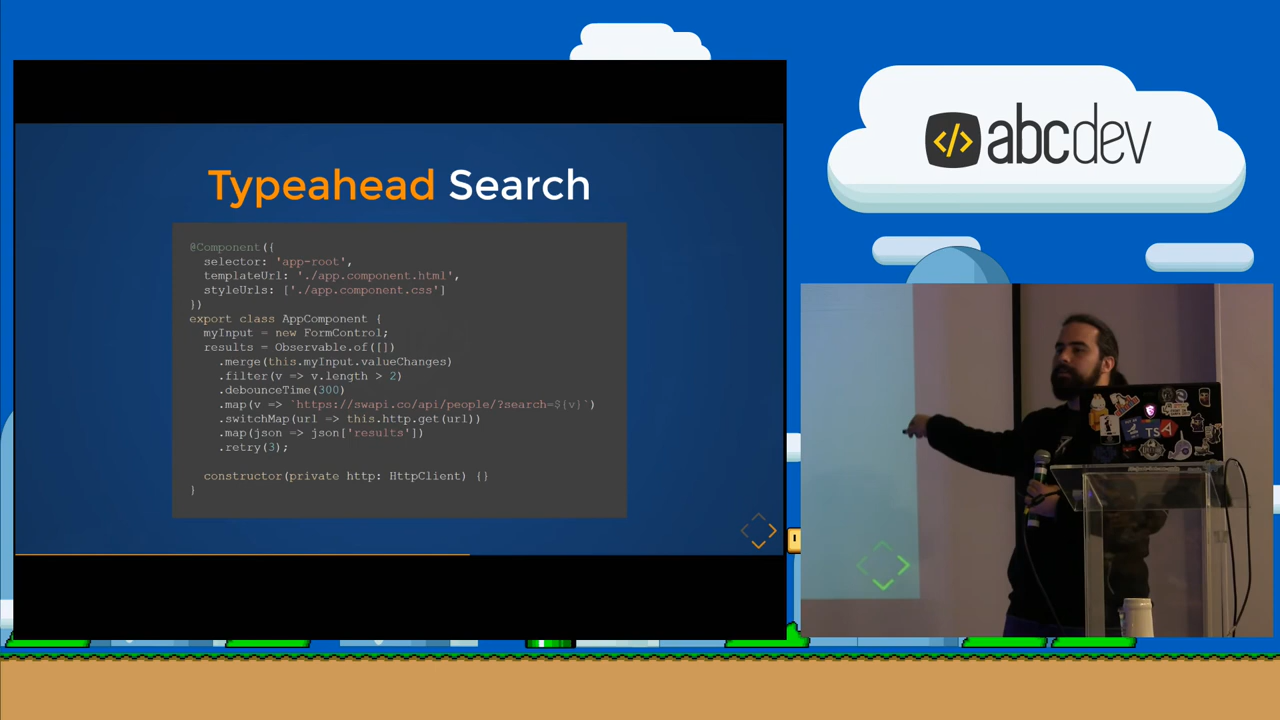 Typeahead Search
@Component({
selector: 'app-root',
templateUrl: './app.component.html',
styleUrls: ['./app.component.css']
})
export class AppComponent {
myInput = new FormControl;
results = Observable.of([])
.merge(this.myInput.valueChanges)
.filter(v => v.length > 2)
.debounceTime(300)
.map(v => `https://swapi.co/api/people/?search=${v}`)
.switchMap(url => this.http.get(url))
.map(json => json['results'])
.retry(3);
constructor(private http: HttpClient) {}
}
</> abcdev
TS